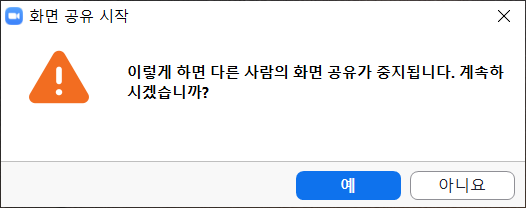 화면 공유 시작
이렇게 하면 다른 사람의 화면 공유가 중지됩니다. 계속하
시겠습니까?
예
아니요